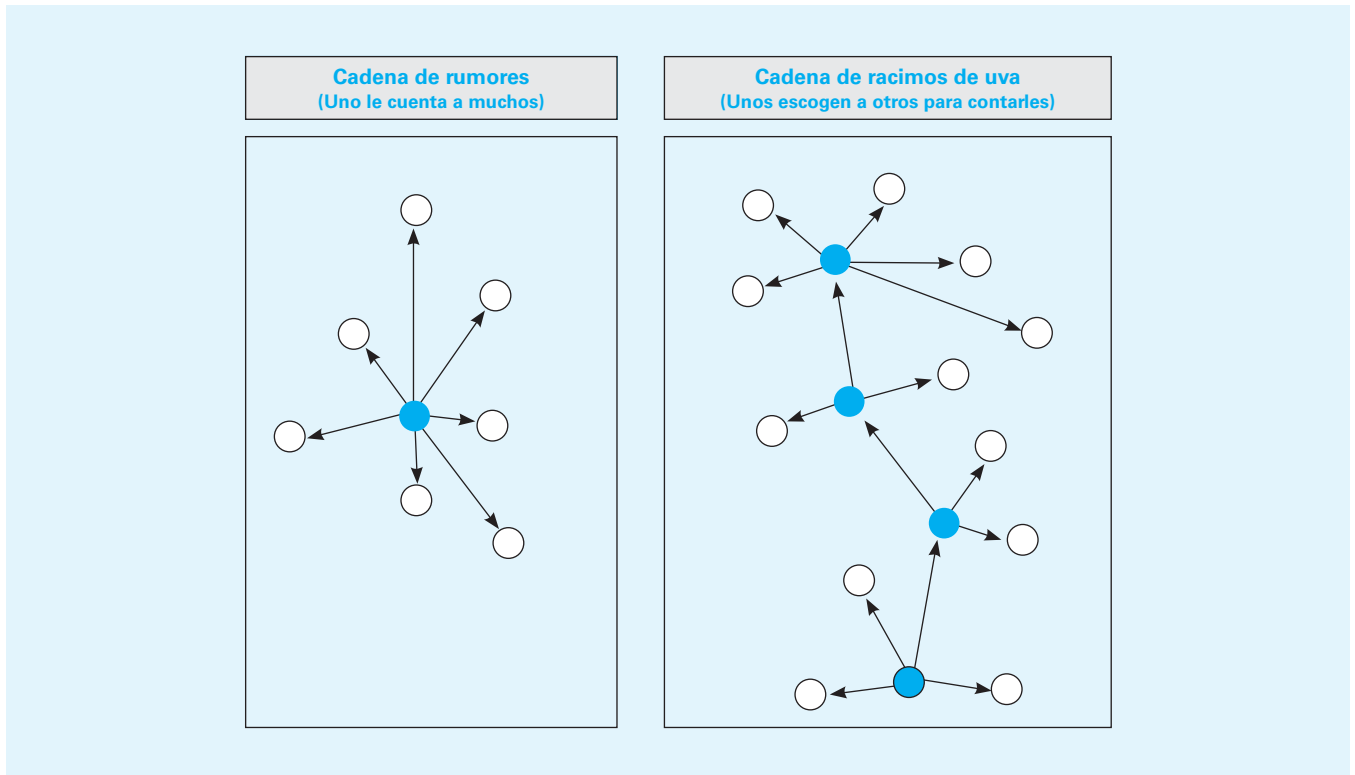 Cadena de rumores
(Uno le cuenta a muchos)
Cadena de racimos de uva
(Unos escogen a otros para contarles)